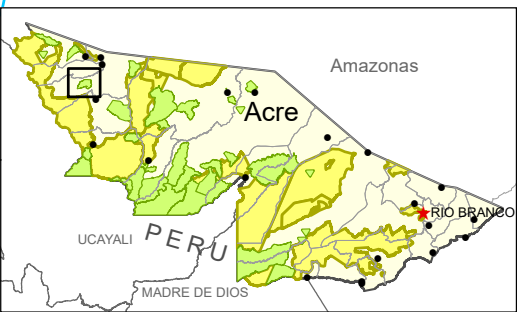 Amazonas
Acre
RIO BRANCO
UCAYALI
PERU
MADRE DE DIOS